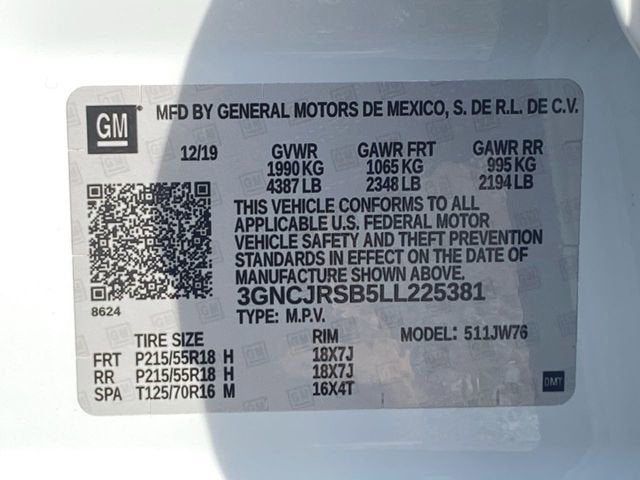 GM MFD BY GENERAL MOTORS DE MEXICO, S. DE R.L. DE C.V.
12/19 GVWR GAWR FRT GAWR RR
1990 KG 1065 KG 995 KG
4387 LB 2348 LB 2194 LB
THIS VEHICLE CONFORMS TO ALL
APPLICABLE U.S. FEDERAL MOTOR
VEHICLE SAFETY AND THEFT PREVENTION
STANDARDS IN EFFECT ON THE DATE OF
MANUFACTURE SHOWN ABOVE.
3GNCJRSB5LL225381
8624
TYPE: M.P.V. MODEL: 511JW76
TIRE SIZE RIM
FRT P215/55R18 H 18X7J
RR P215/55R18 H 18X7J
SPA T125/70R16 M 16X4T
DMY